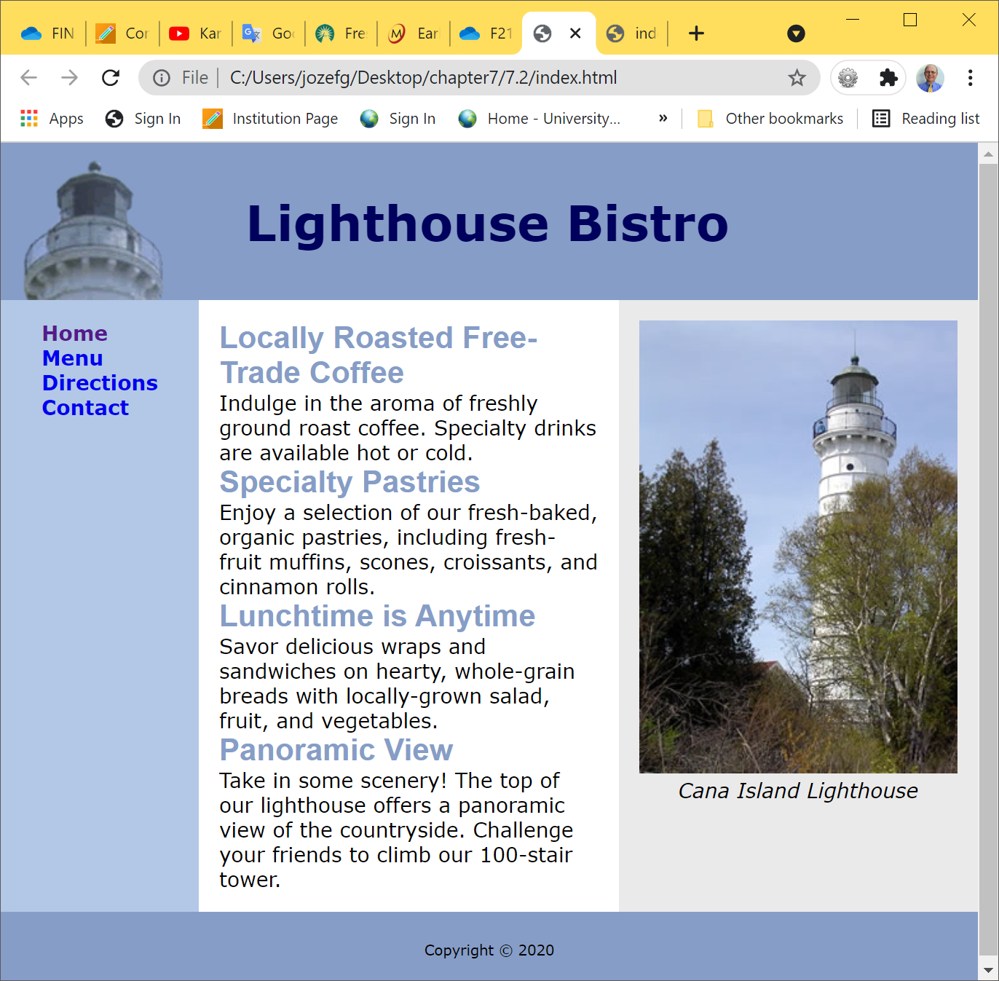 FIN
Cor
Kar
Goo
Fre
Earl
F21
ind
File
C:/Users/jozefg/Desktop/chapter7/7.2/index.html
Apps
Sign In
Institution Page
Sign In
Home - University...
»
Other bookmarks
Reading list
Lighthouse Bistro
Home
Menu
Directions
Contact
Locally Roasted Free-
Trade Coffee
Indulge in the aroma of freshly
ground roast coffee. Specialty drinks
are available hot or cold.
Specialty Pastries
Enjoy a selection of our fresh-baked,
organic pastries, including fresh-
fruit muffins, scones, croissants, and
cinnamon rolls.
Lunchtime is Anytime
Savor delicious wraps and
sandwiches on hearty, whole-grain
breads with locally-grown salad,
fruit, and vegetables.
Panoramic View
Take in some scenery! The top of
our lighthouse offers a panoramic
view of the countryside. Challenge
your friends to climb our 100-stair
tower.
Cana Island Lighthouse
Copyright © 2020